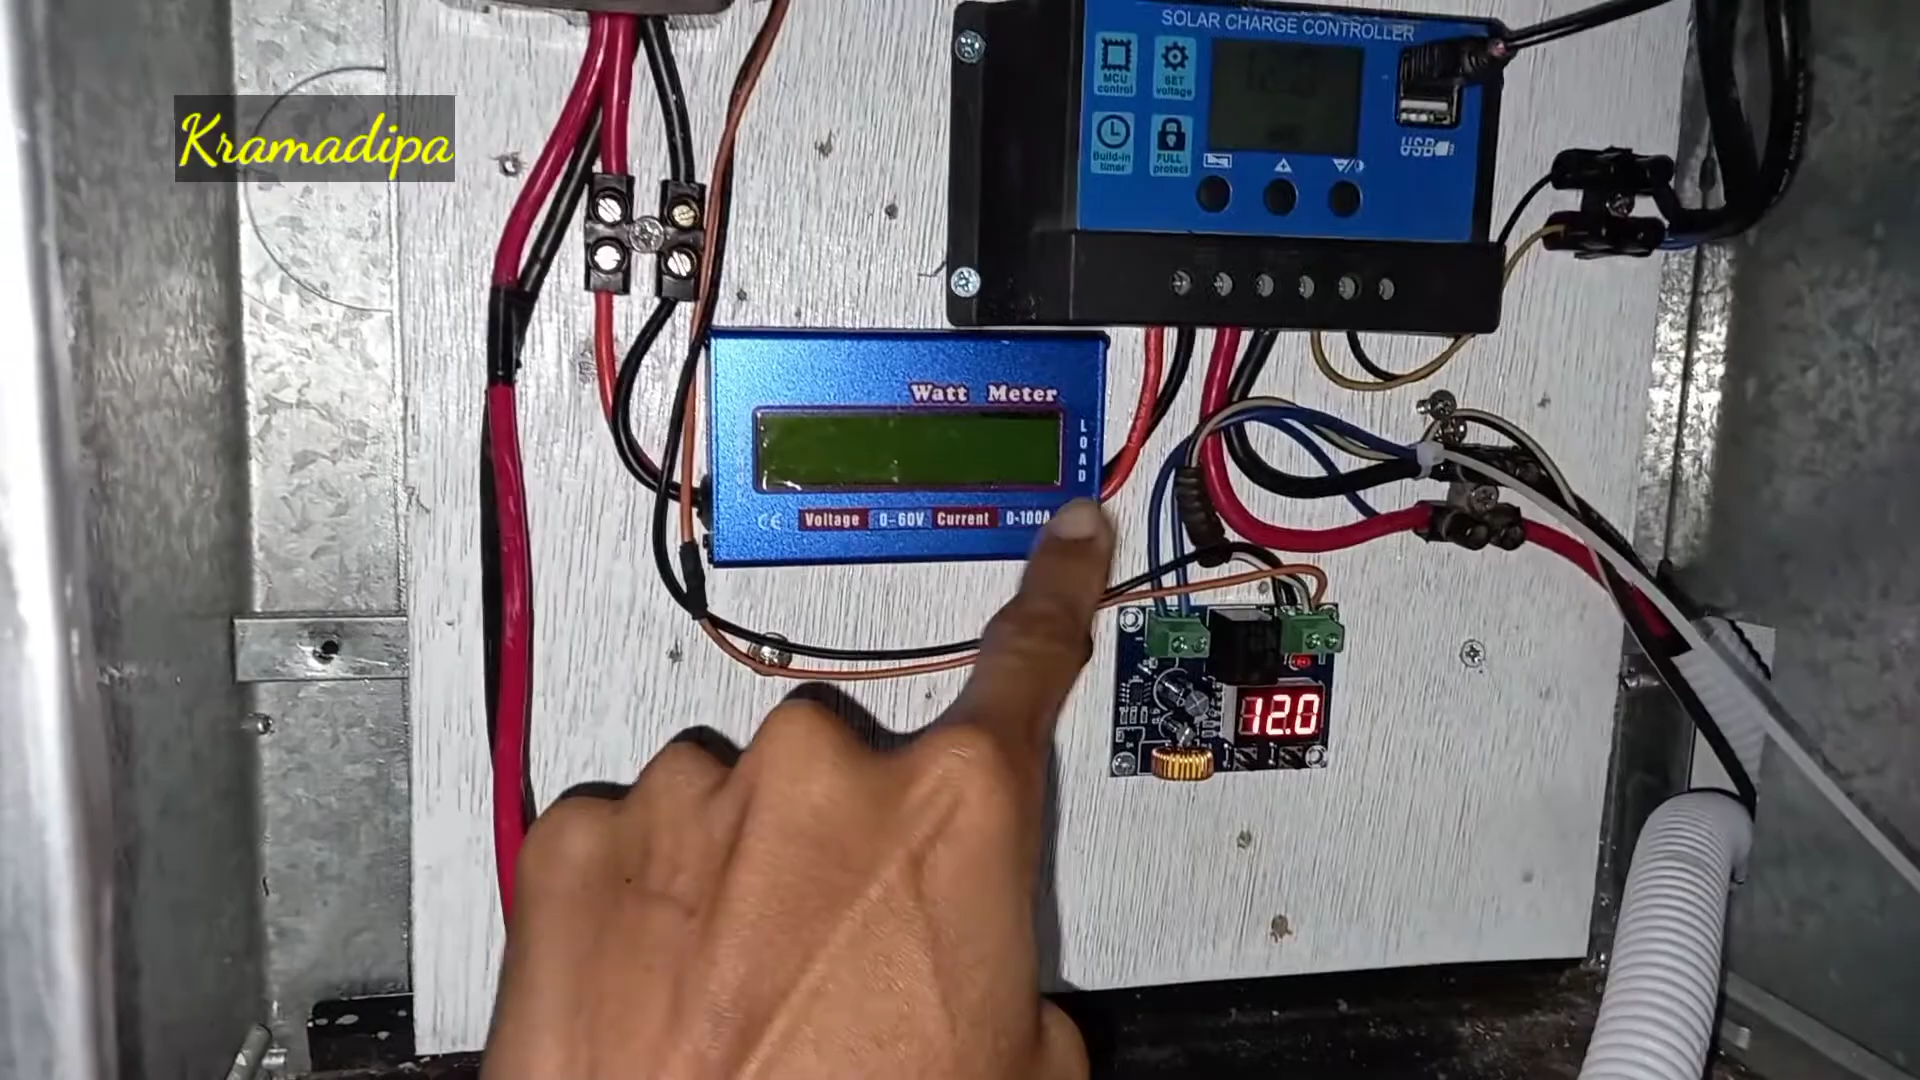 Kramadipa
SOLAR CHARGE CONTROLLER
MCU
control
SET
voltage
Build-in
timer
FULL
protect
USB
Watt Meter
LOAD
CE
Voltage 0-60V Current 0-100A
12.0